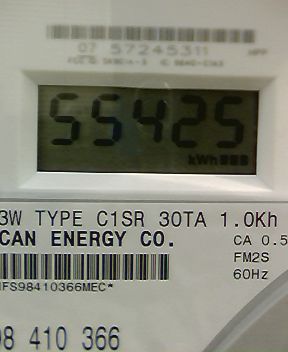 07 57245311
55425
kWh
3W TYPE C1SR 30TA 1.0Kh
CAN ENERGY CO.
CA 0.5
FM2S
60Hz
MFS98410366MEC*
98 410 366